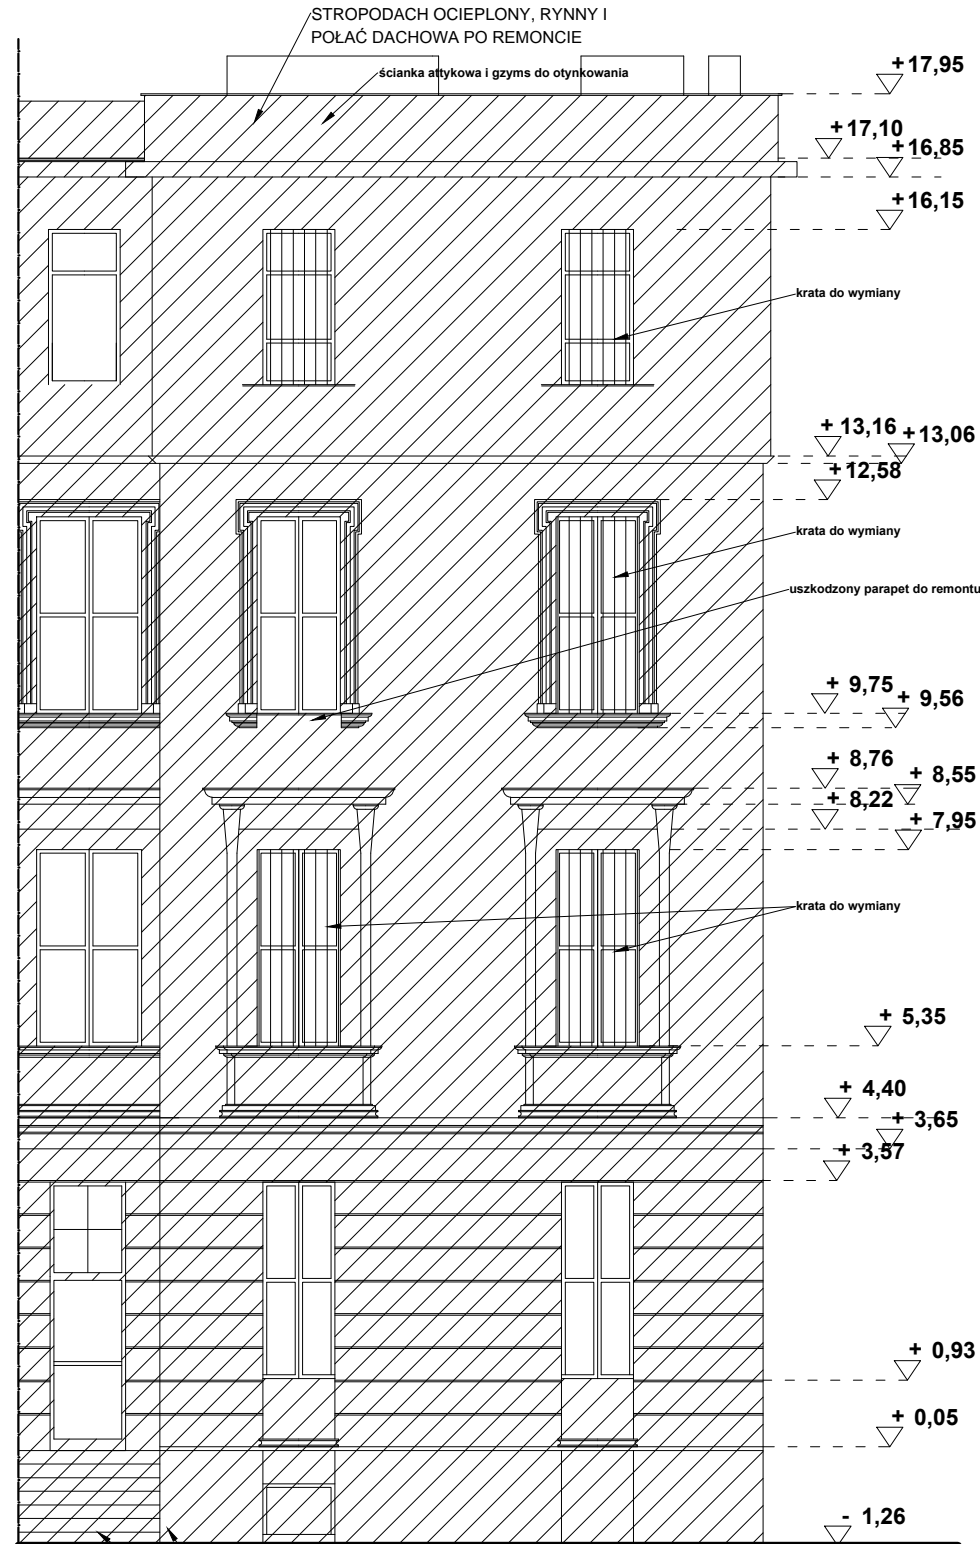 STROPODACH OCIEPLONY, RYNNY I
POŁAĆ DACHOWA PO REMONCIE
ścianka attykowa i gzyms do otynkowania
+17,95
+17,10
+16,85
+16,15
krata do wymiany
+ 13,16
+13,06
+12,58
krata do wymiany
uszkodzony parapet do remontu
+ 9,75
+ 9,56
+ 8,76
+ 8,55
+ 8,22
+ 7,95
krata do wymiany
+ 5,35
+ 4,40
+ 3,65
+ 3,57
+ 0,93
+ 0,05
- 1,26